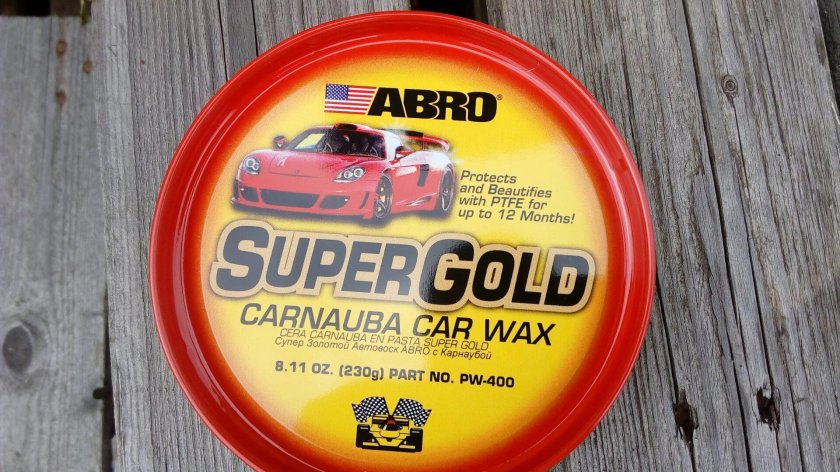 ABRO®
Protects
and Beautifies
with PTFE for
up to 12 Months!
SUPER GOLD
CARNAUBA CAR WAX
CERA CARNAUBA EN PASTA SUPER GOLD
Супер Золотой Автовоск ABRO с Карнаубой
8.11 OZ. (230g) PART NO. PW-400